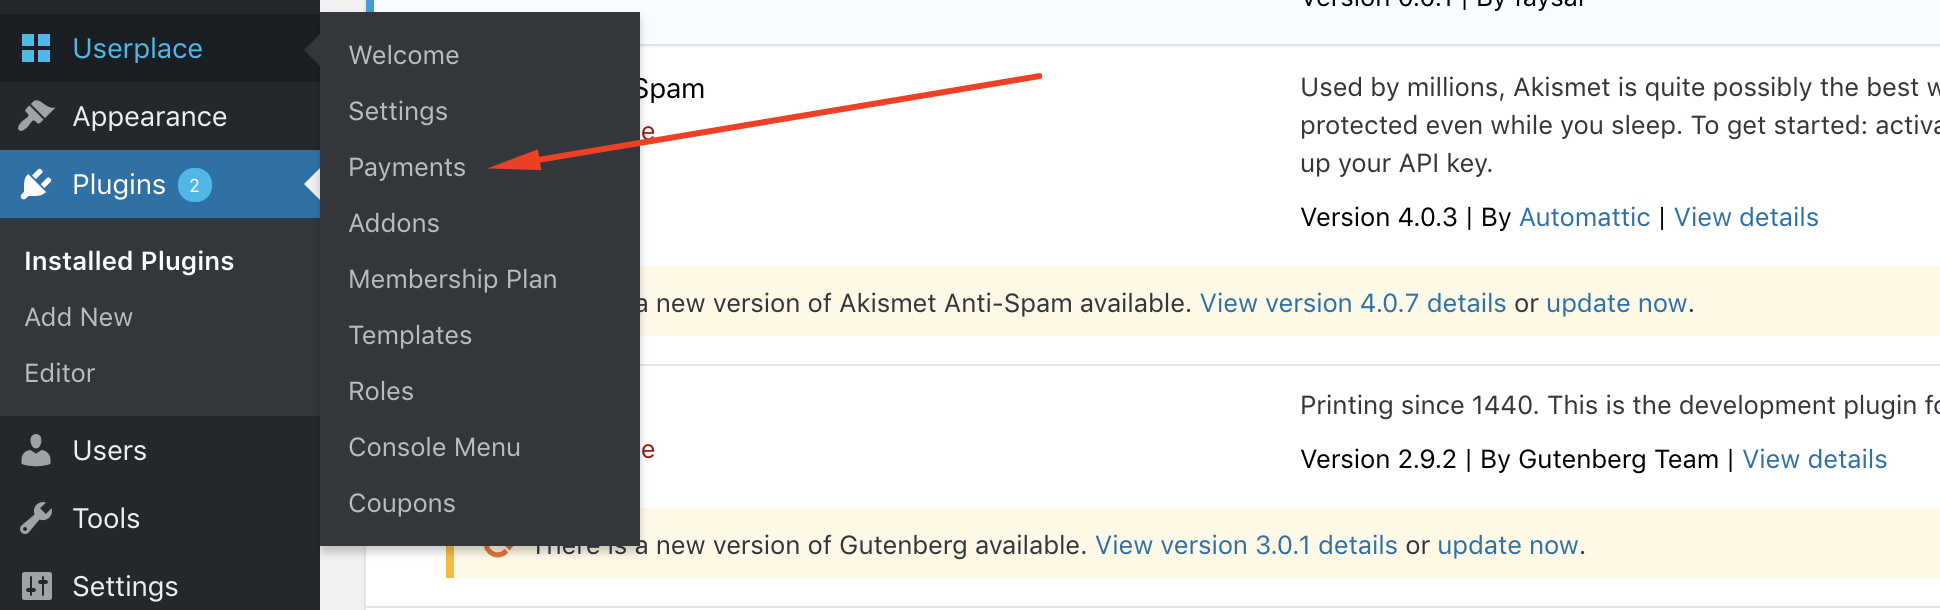 Userplace
Appearance
Plugins 2
Installed Plugins
Add New
Editor
Users
Tools
Settings
Welcome
Settings
Payments
Addons
Membership Plan
Templates
Roles
Console Menu
Coupons
| By
Spam
e
Used by millions, Akismet is quite possibly the best
protected even while you sleep. To get started:
up your API key.
Version 4.0.3 | By Automattic | View details
a new version of Akismet Anti-Spam available. View version 4.0.7 details or update now.
e
Printing since 1440. This is the development plugin
Version 2.9.2 | By Gutenberg Team | View details
There is a new version of Gutenberg available. View version 3.0.1 details or update now.